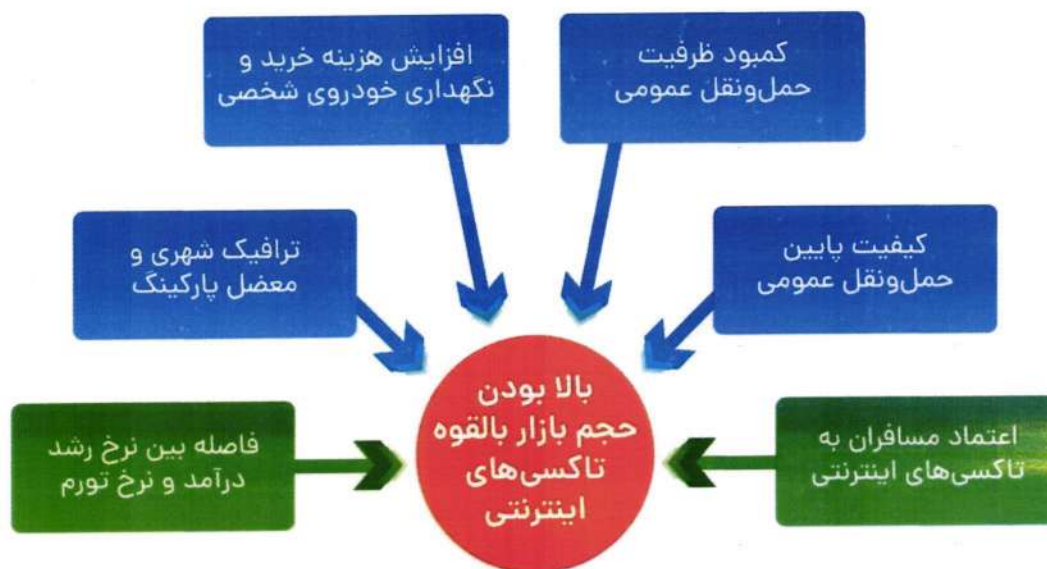 کمبود ظرفیت
حمل‌ونقل عمومی
افزایش هزینه خرید و
نگهداری خودروی شخصی
کیفیت پایین
حمل‌ونقل عمومی
ترافیک شهری و
معضل پارکینگ
اعتماد مسافران به
تاکسی‌های اینترنتی
بالا بودن
حجم بازار بالقوه
تاکسی‌های
اینترنتی
فاصله بین نرخ رشد
درآمد و نرخ تورم